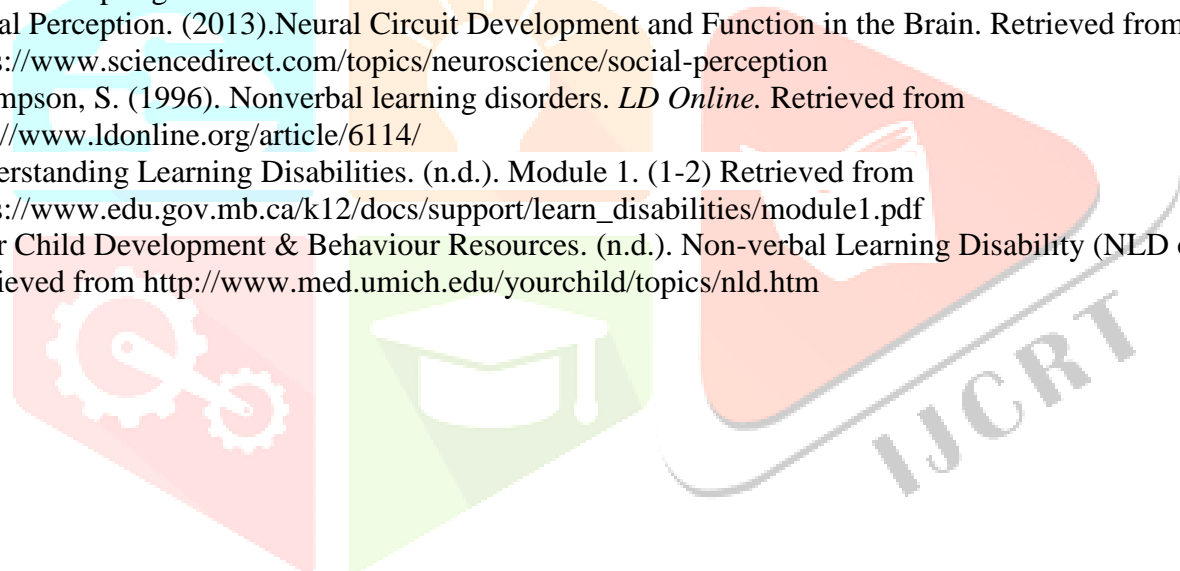 al Perception. (2013).Neural Circuit Development and Function in the Brain. Retrieved from
s://www.sciencedirect.com/topics/neuroscience/social-perception
mpson, S. (1996). Nonverbal learning disorders. LD Online. Retrieved from
://www.ldonline.org/article/6114/
erstanding Learning Disabilities. (n.d.). Module 1. (1-2) Retrieved from
s://www.edu.gov.mb.ca/k12/docs/support/learn_disabilities/module1.pdf
r Child Development & Behaviour Resources. (n.d.). Non-verbal Learning Disability (NLD
ieved from http://www.med.umich.edu/yourchild/topics/nld.htm
IJCRT